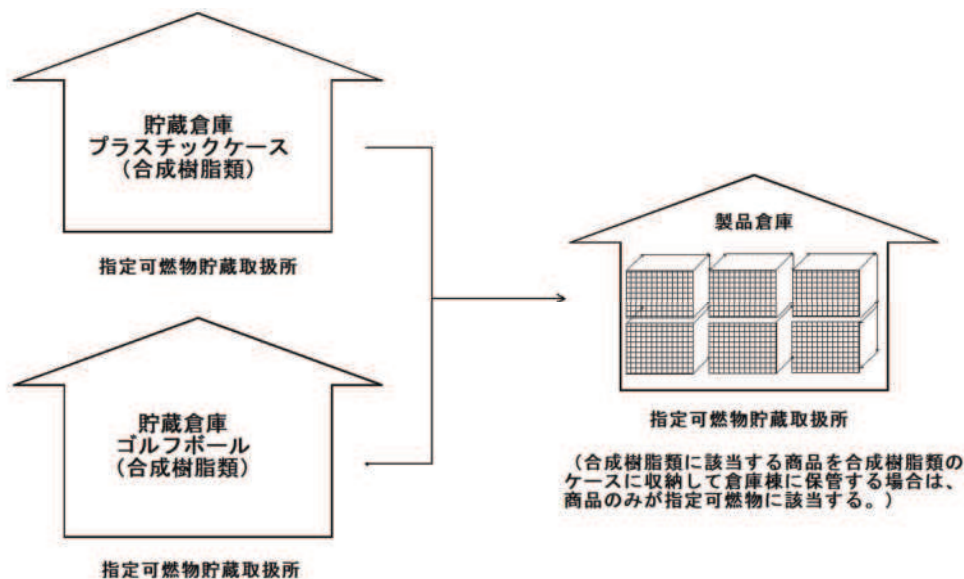 貯蔵倉庫
プラスチックケース
(合成樹脂類)
指定可燃物貯蔵取扱所
貯蔵倉庫
ゴルフボール
(合成樹脂類)
指定可燃物貯蔵取扱所
製品倉庫
指定可燃物貯蔵取扱所
(合成樹脂類に該当する商品を合成樹脂類の
ケースに収納して倉庫棟に保管する場合は、
商品のみが指定可燃物に該当する。)